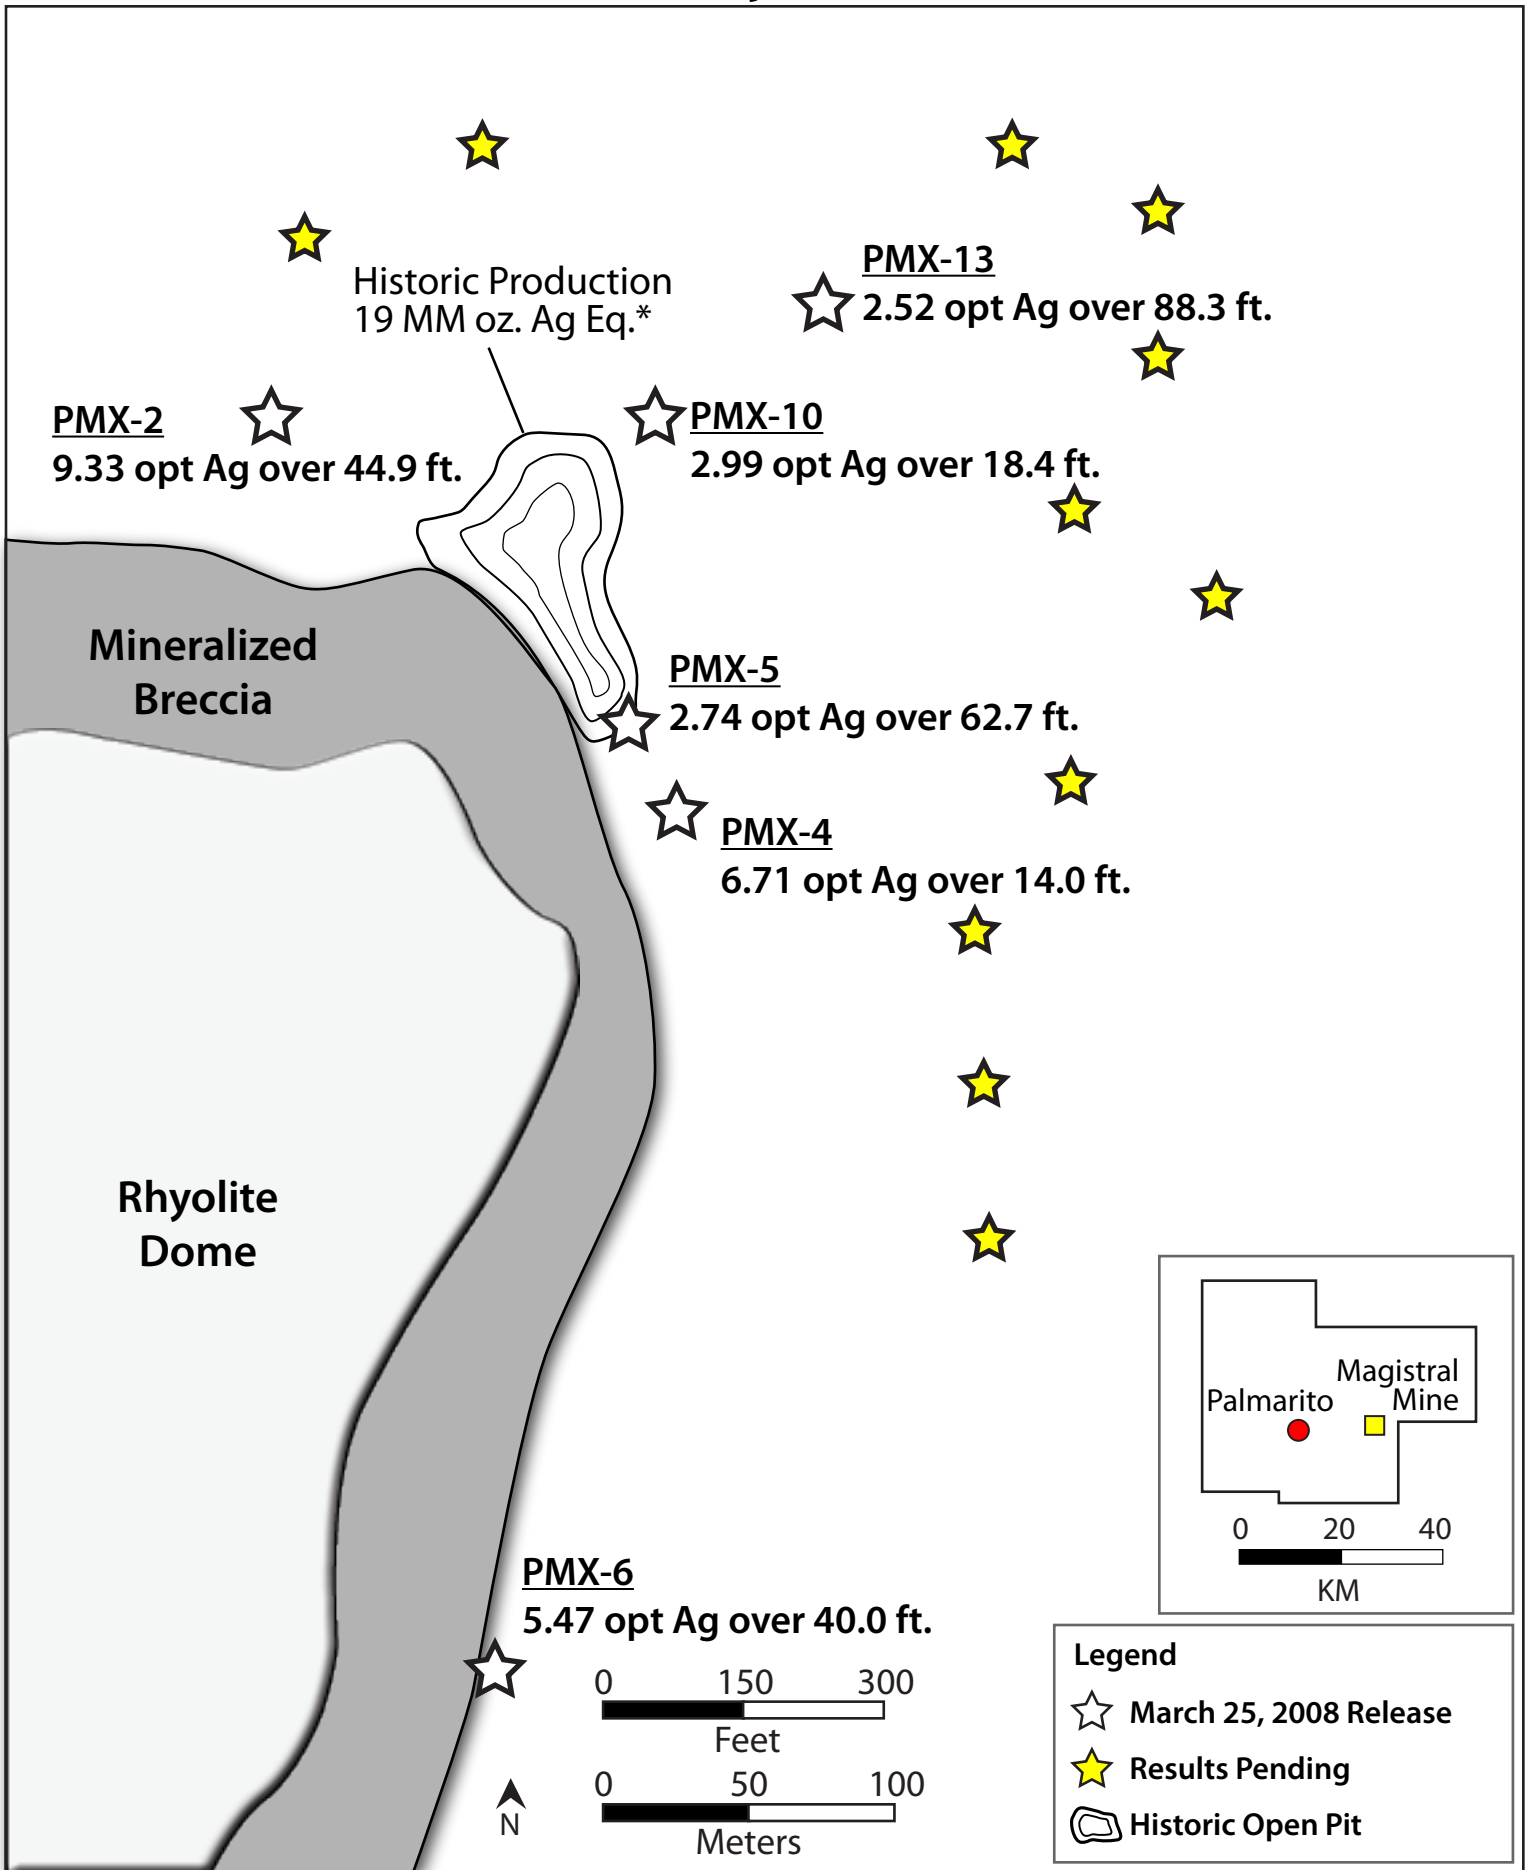 PMX-13
2.52 opt Ag over 88.3 ft.
Historic Production
19 MM oz. Ag Eq.*
PMX-2
9.33 opt Ag over 44.9 ft.
PMX-10
2.99 opt Ag over 18.4 ft.
Mineralized
Breccia
PMX-5
2.74 opt Ag over 62.7 ft.
PMX-4
6.71 opt Ag over 14.0 ft.
Rhyolite
Dome
Magistral
Mine
Palmarito
0 20 40
KM
PMX-6
5.47 opt Ag over 40.0 ft.
0 150 300
Feet
0 50 100
Meters
N
Legend
March 25, 2008 Release
Results Pending
Historic Open Pit